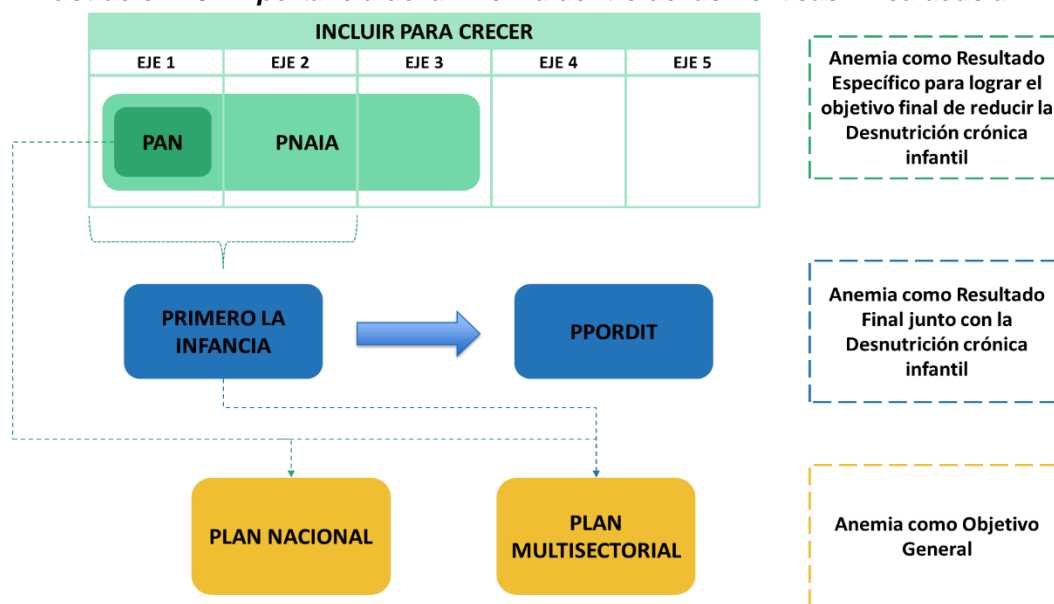 INCLUIR PARA CRECER
EJE 1 EJE 2 EJE 3 EJE 4 EJE 5
PAN PNAIA
Anemia como Resultado
Específico para lograr el
objetivo final de reducir la
Desnutrición crónica
infantil
PRIMERO LA
INFANCIA
PPORDIT
Anemia como Resultado
Final junto con la
Desnutrición crónica
infantil
PLAN NACIONAL
PLAN
MULTISECTORIAL
Anemia como Objetivo
General